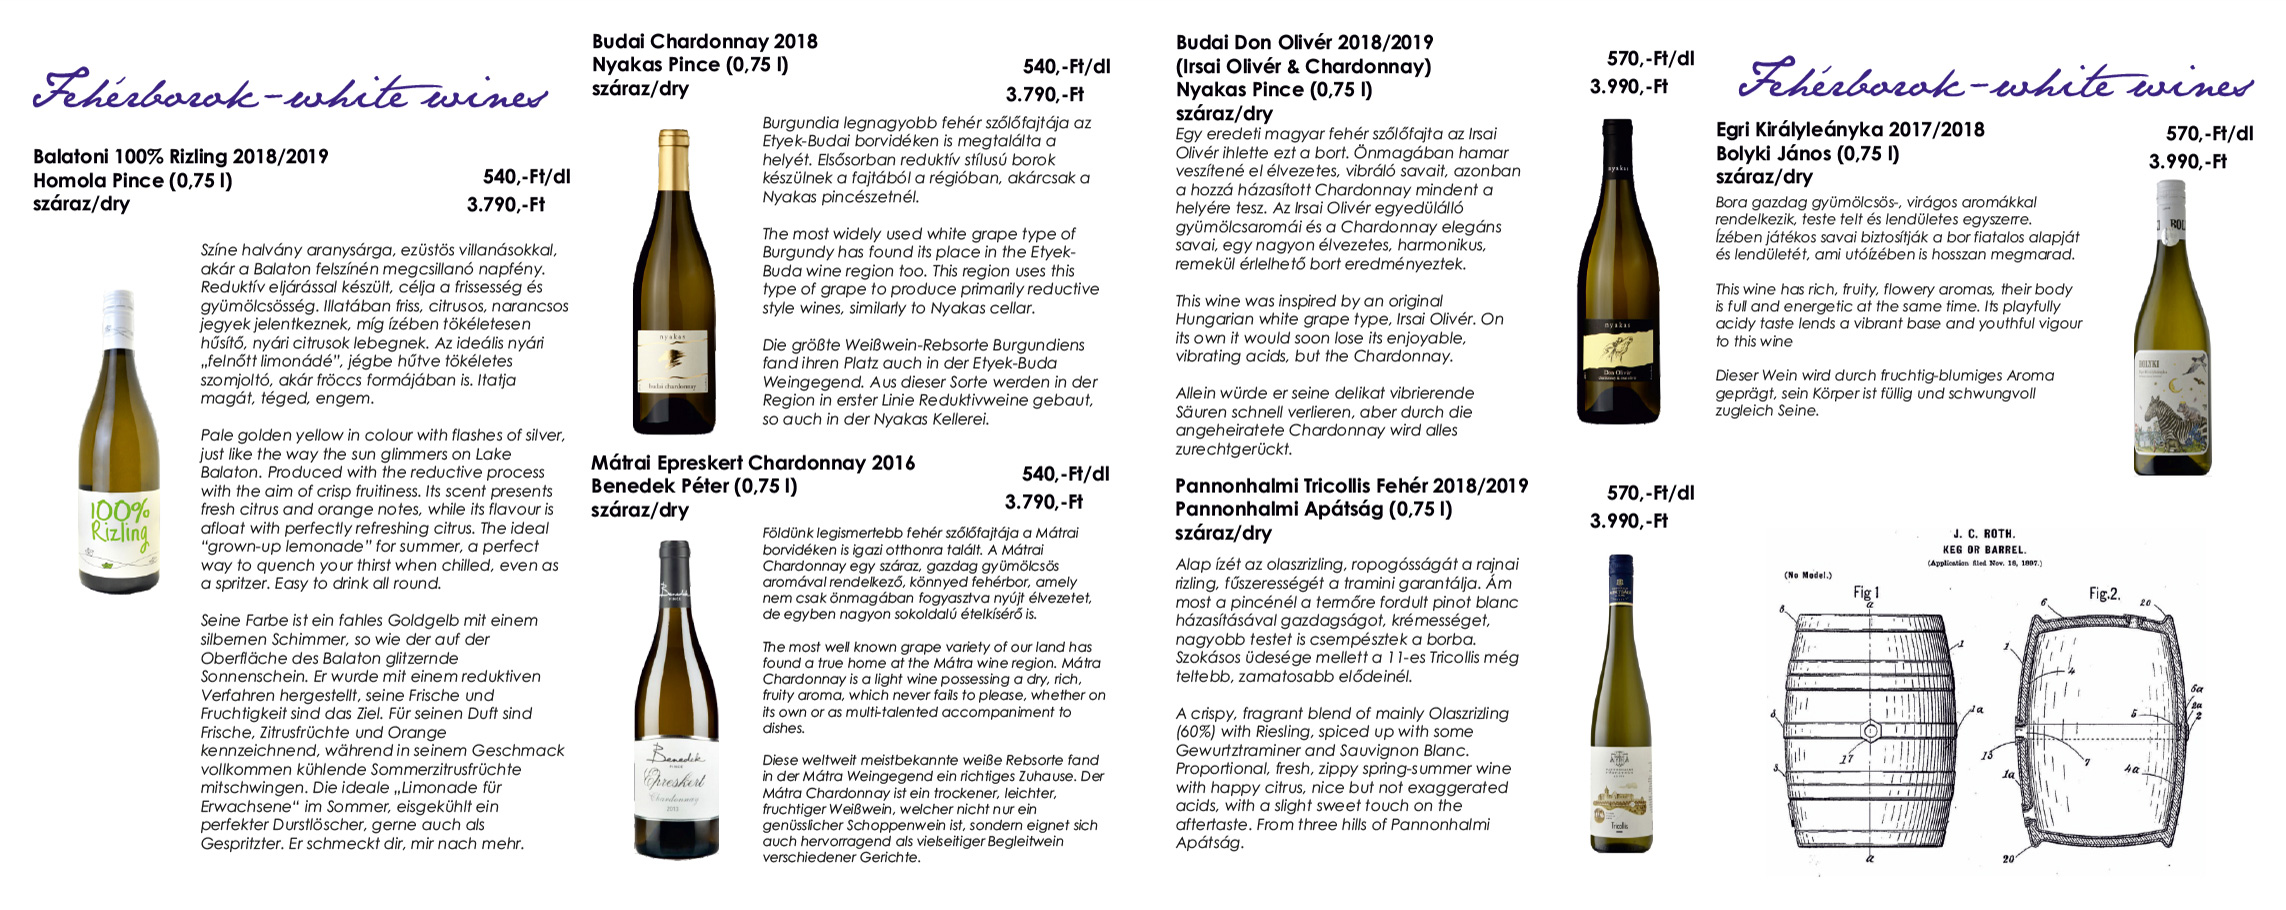 Fehérborok – white wines
Balatoni 100% Rizling 2018/2019
Homola Pince (0,75 l)
száraz/dry
540,-Ft/dl
3.790,-Ft
Színe halvány aranysárga, ezüstös villanásokkal,
akár a Balaton felszínén megcsillanó napfény.
Reduktív eljárással készült, célja a frissesség és
gyümölcsösség. Illatában friss, citrusos, narancsos
jegyek jelentkeznek, míg ízében tökéletesen
hűsítő, nyári citrusok lebegnek. Az ideális nyári
„felnőtt limonádé”, jégbe hűtve tökéletes
szomjoltó, akár fröccs formájában is. Itatja
magát, téged, engem.
Pale golden yellow in colour with flashes of silver,
just like the way the sun glimmers on Lake
Balaton. Produced with the reductive process
with the aim of crisp fruitiness. Its scent presents
fresh citrus and orange notes, while its flavour is
afloat with perfectly refreshing citrus. The ideal
“grown-up lemonade” for summer, a perfect
way to quench your thirst when chilled, even as
a spritzer. Easy to drink all round.
Seine Farbe ist ein fahles Goldgelb mit einem
silbernen Schimmer, so wie der auf der
Oberfläche des Balaton glitzernde
Sonnenschein. Er wurde mit einem reduktiven
Verfahren hergestellt, seine Frische und
Fruchtigkeit sind das Ziel. Für seinen Duft sind
Frische, Zitrusfrüchte und Orange
kennzeichnend, während in seinem Geschmack
vollkommen kühlende Sommerzitrusfrüchte
mitschwingen. Die ideale „Limonade für
Erwachsene“ im Sommer, eisgekühlt ein
perfekter Durstlöscher, gerne auch als
Gespritzter. Er schmeckt dir, mir nach mehr.
100%
Rizling
Budai Chardonnay 2018
Nyakas Pince (0,75 l)
száraz/dry
540,-Ft/dl
3.790,-Ft
Burgundia legnagyobb fehér szőlőfajtája az
Etyek-Budai borvidéken is megtalálta a
helyét. Elsősorban reduktív stílusú borok
készülnek a fajtából a régióban, akárcsak a
Nyakas pincészetnél.
The most widely used white grape type of
Burgundy has found its place in the Etyek-
Buda wine region too. This region uses this
type of grape to produce primarily reductive
style wines, similarly to Nyakas cellar.
Die größte Weißwein-Rebsorte Burgundiens
fand ihren Platz auch in der Etyek-Buda
Weingegend. Aus dieser Sorte werden in der
Region in erster Linie Reduktivweine gebaut,
so auch in der Nyakas Kellerei.
nyakas
budai chardonnay
Mátrai Epreskert Chardonnay 2016
Benedek Péter (0,75 l)
száraz/dry
540,-Ft/dl
3.790,-Ft
Földünk legismertebb fehér szőlőfajtája a Mátrai
borvidéken is igazi otthonra talált. A Mátrai
Chardonnay egy száraz, gazdag gyümölcsös
aromával rendelkező, könnyed fehérbor, amely
nem csak önmagában fogyasztva nyújt élvezetet,
de egyben nagyon sokoldalú ételkísérő is.
The most well known grape variety of our land has
found a true home at the Mátra wine region. Mátra
Chardonnay is a light wine possessing a dry, rich,
fruity aroma, which never fails to please, whether on
its own or as multi-talented accompaniment to
dishes.
Diese weltweit meistbekannte weiße Rebsorte fand
in der Mátra Weingegend ein richtiges Zuhause. Der
Mátra Chardonnay ist ein trockener, leichter,
fruchtiger Weißwein, welcher nicht nur ein
genüsslicher Schoppenwein ist, sondern eignet sich
auch hervorragend als vielseitiger Begleitwein
verschiedener Gerichte.
Benedek
Benedek
PINCE
Epreskert
Chardonnay
2013
Budai Don Olivér 2018/2019
(Irsai Olivér & Chardonnay)
Nyakas Pince (0,75 l)
száraz/dry
570,-Ft/dl
3.990,-Ft
Egy eredeti magyar fehér szőlőfajta az Irsai
Olivér ihlette ezt a bort. Önmagában hamar
veszítené el élvezetes, vibráló savait, azonban
a hozzá házasított Chardonnay mindent a
helyére tesz. Az Irsai Olivér egyedülálló
gyümölcsaromái és a Chardonnay elegáns
savai, egy nagyon élvezetes, harmonikus,
remekül érlelhető bort eredményeztek.
This wine was inspired by an original
Hungarian white grape type, Irsai Olivér. On
its own it would soon lose its enjoyable,
vibrating acids, but the Chardonnay.
Allein würde er seine delikat vibrierende
Säuren schnell verlieren, aber durch die
angeheiratete Chardonnay wird alles
zurechtgerückt.
nyakas
nyakas
Don Olivér
Pannonhalmi Tricollis Fehér 2018/2019
Pannonhalmi Apátság (0,75 l)
száraz/dry
570,-Ft/dl
3.990,-Ft
Alap ízét az olaszrizling, ropogósságát a rajnai
rizling, fűszerességét a tramini garantálja. Ám
most a pincénél a termőre fordult pinot blanc
házasításával gazdagságot, krémességet,
nagyobb testet is csempésztek a borba.
Szokásos üdesége mellett a 11-es Tricollis még
teltebb, zamatosabb elődeinél.
A crispy, fragrant blend of mainly Olaszrizling
(60%) with Riesling, spiced up with some
Gewurtztraminer and Sauvignon Blanc.
Proportional, fresh, zippy spring-summer wine
with happy citrus, nice but not exaggerated
acids, with a slight sweet touch on the
aftertaste. From three hills of Pannonhalmi
Apátság.
Tricollis
Fehérborok – white wines
Egri Királyleányka 2017/2018
Bolyki János (0,75 l)
száraz/dry
570,-Ft/dl
3.990,-Ft
Bora gazdag gyümölcsös-, virágos aromákkal
rendelkezik, teste telt és lendületes egyszerre.
Ízében játékos savai biztosítják a bor fiatalos alapját
és lendületét, ami utóízében is hosszan megmarad.
This wine has rich, fruity, flowery aromas, their body
is full and energetic at the same time. Its playfully
acidy taste lends a vibrant base and youthful vigour
to this wine
Dieser Wein wird durch fruchtig-blumiges Aroma
geprägt, sein Körper ist füllig und schwungvoll
zugleich Seine.
BOLYKI
J. C. ROTH.
KEG OR BARREL.
(Application filed Nov. 18, 1897.)
(No Model.)
Fig 1
Fig.2.
a
8
1
1a
8
17
3
a
6
20
1
4
6a
2a
2
5
13
7
1a
4a
20